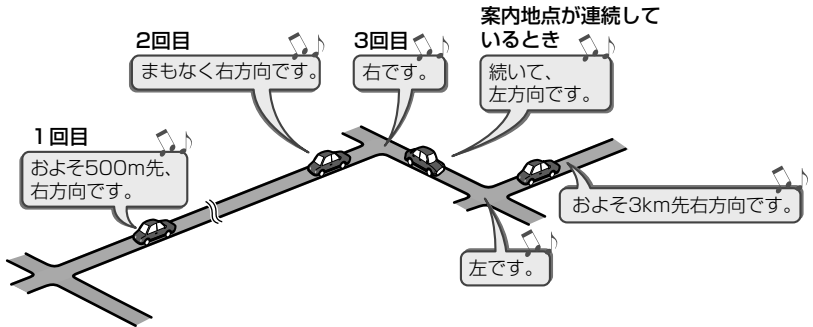 1回目
およそ500m先、
右方向です。
2回目
まもなく右方向です。
3回目
右です。
案内地点が連続して
いるとき
続いて、
左方向です。
左です。
およそ3km先右方向です。